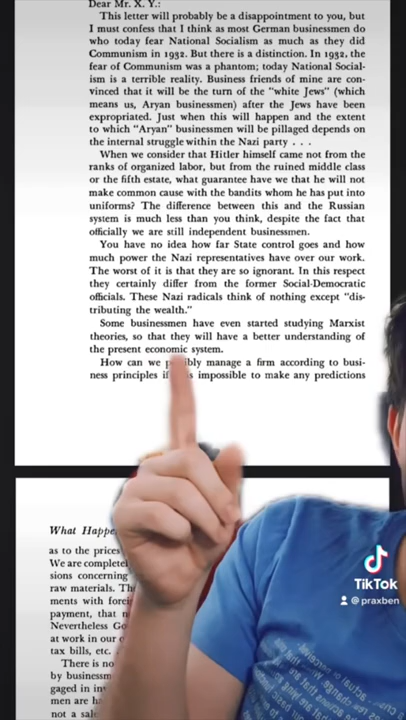 Dear Mr. X. Y.:
This letter will probably be a disappointment to you, but
I must confess that I think as most German businessmen do
who today fear National Socialism as much as they did
Communism in 1932. But there is a distinction. In 1932, the
fear of Communism was a phantom; today National Social-
ism is a terrible reality. Business friends of mine are con-
vinced that it will be the turn of the "white Jews" (which
means us, Aryan businessmen) after the Jews have been
expropriated. Just when this will happen and the extent
to which "Aryan" businessmen will be pillaged depends on
the internal struggle within the Nazi party . . .
When we consider that Hitler himself came not from the
ranks of organized labor, but from the ruined middle class
or the fifth estate, what guarantee have we that he will not
make common cause with the bandits whom he has put into
uniforms? The difference between this and the Russian
system is much less than you think, despite the fact that
officially we are still independent businessmen.
You have no idea how far State control goes and how
much power the Nazi representatives have over our work.
The worst of it is that they are so ignorant. In this respect
they certainly differ from the former Social-Democratic
officials. These Nazi radicals think of nothing except "dis-
tributing the wealth."
Some businessmen have even started studying Marxist
theories, so that they will have a better understanding of
the present economic system.
How can we manage a firm according to busi-
ness principles impossible to make any predictions
What
as to the prices
We are
sions concerning
raw materials.
ments with
payment, that
Nevertheless
at work in our
tax bills, etc.
There is no
by
gaged in
men are
not a
TikTok
@praxben